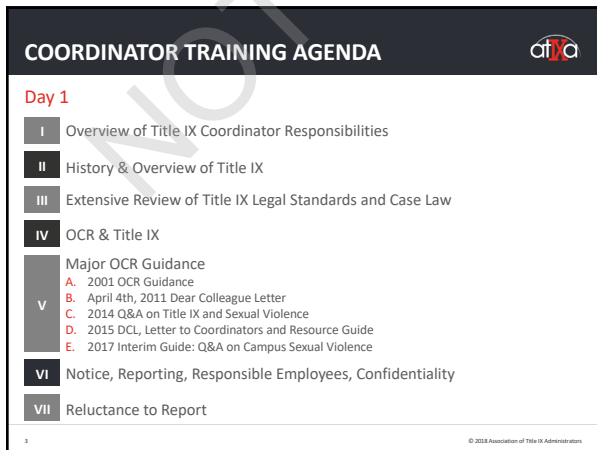 COORDINATOR TRAINING AGENDA
atIXa
Day 1
I Overview of Title IX Coordinator Responsibilities
II History & Overview of Title IX
III Extensive Review of Title IX Legal Standards and Case Law
IV OCR & Title IX
V Major OCR Guidance
A. 2001 OCR Guidance
B. April 4th, 2011 Dear Colleague Letter
C. 2014 Q&A on Title IX and Sexual Violence
D. 2015 DCL, Letter to Coordinators and Resource Guide
E. 2017 Interim Guide: Q&A on Campus Sexual Violence
VI Notice, Reporting, Responsible Employees, Confidentiality
VII Reluctance to Report
3
© 2018 Association of Title IX Administrators
NOT